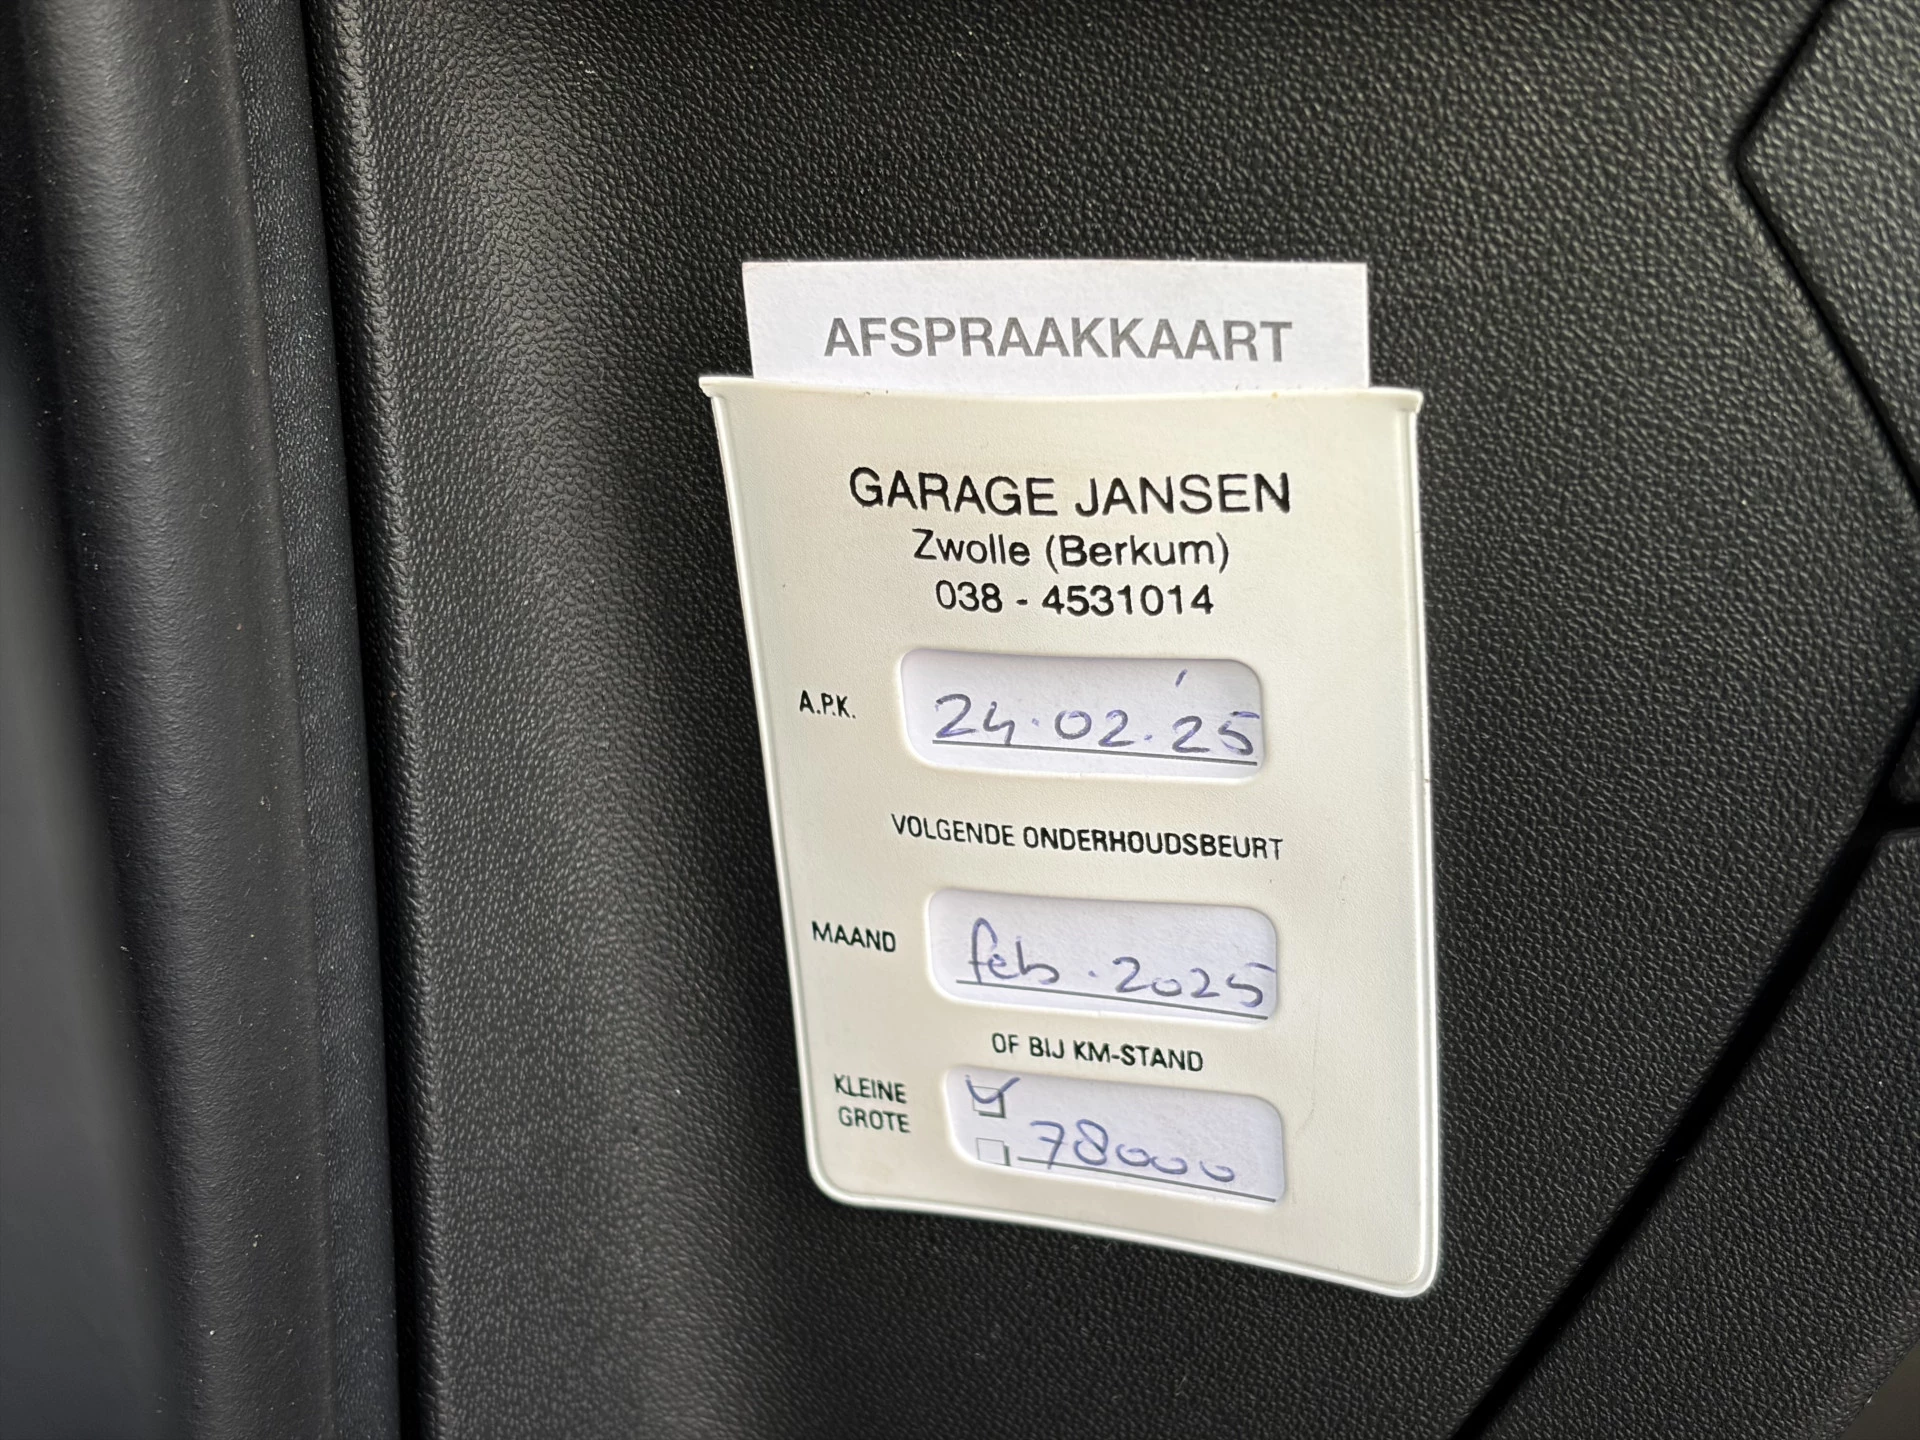 AFSPRAAKKAART
GARAGE JANSEN
Zwolle (Berkum)
038 - 4531014
A.P.K. 24.02.'25
VOLGENDE ONDERHOUDSBEURT
MAAND feb. 2025
OF BIJ KM-STAND
KLEINE
GROTE 78000